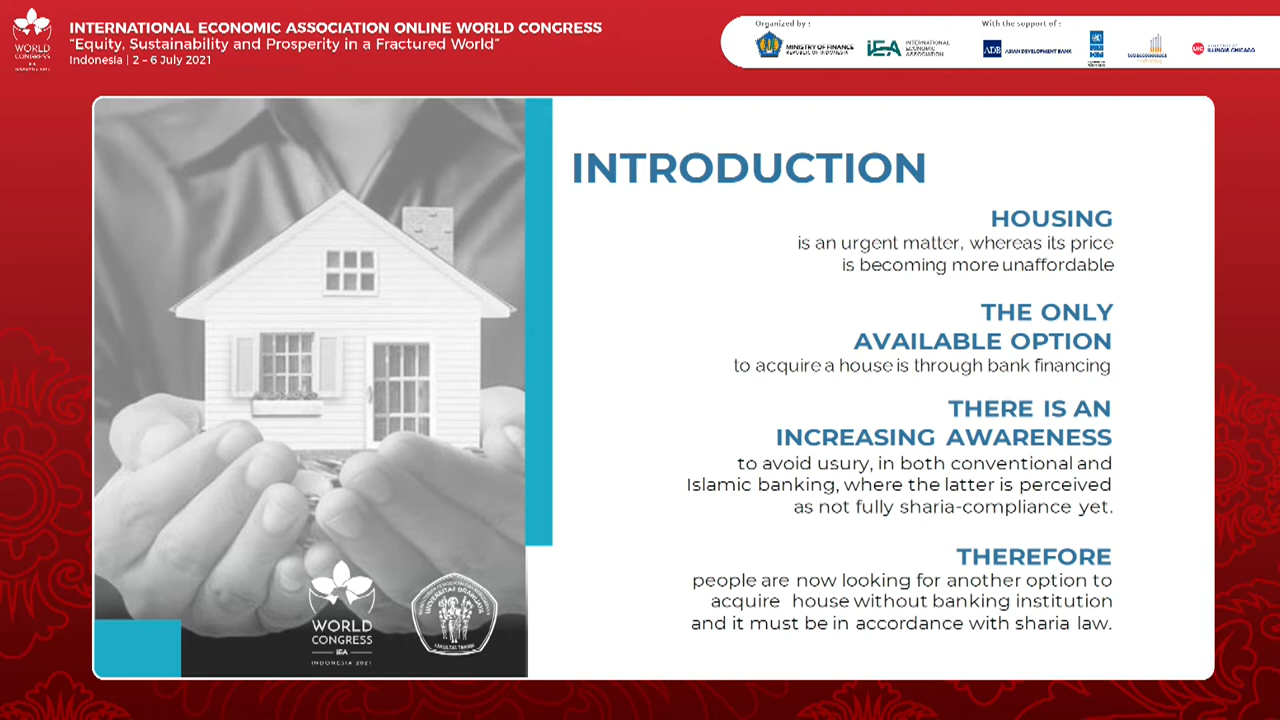 INTERNATIONAL ECONOMIC ASSOCIATION ONLINE WORLD CONGRESS
“Equity, Sustainability and Prosperity in a Fractured World”
Indonesia | 2 – 6 July 2021
WORLD
CONGRESS
Organized by :
MINISTRY OF FINANCE
REPUBLIC OF INDONESIA
iEA
INTERNATIONAL
ECONOMIC
ASSOCIATION
With the support of :
ADB
ASIAN DEVELOPMENT BANK
UIC
ILLINOIS CHICAGO
INTRODUCTION
HOUSING
is an urgent matter, whereas its price
is becoming more unaffordable
THE ONLY
AVAILABLE OPTION
to acquire a house is through bank financing
THERE IS AN
INCREASING AWARENESS
to avoid usury, in both conventional and
Islamic banking, where the latter is perceived
as not fully sharia-compliance yet.
THEREFORE
people are now looking for another option to
acquire house without banking institution
and it must be in accordance with sharia law.
WORLD
CONGRESS
iEA
INDONESIA 2021
UNIVERSITAS BRAWIJAYA
FAKULTAS TEKNIK